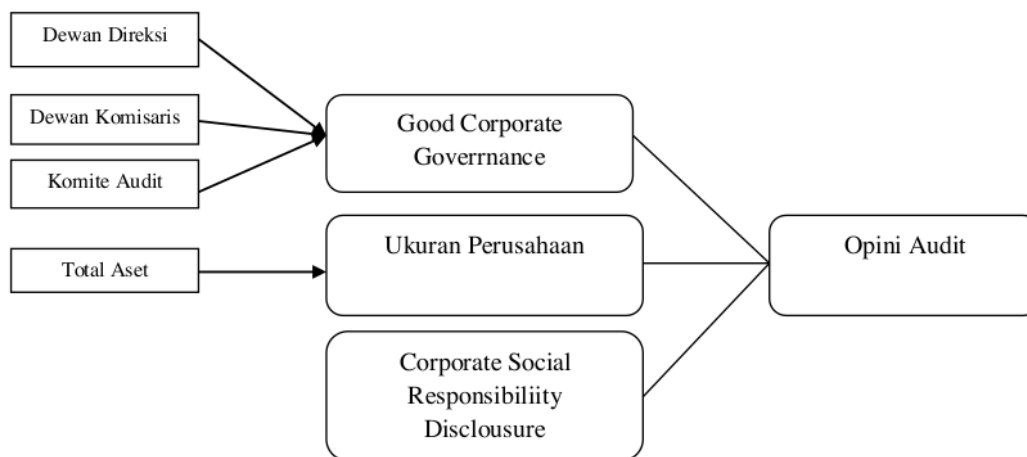 Dewan Direksi
Dewan Komisaris
Komite Audit
Total Aset
Good Corporate
Goverrnance
Ukuran Perusahaan
Corporate Social
Responsibiliity
Disclousure
Opini Audit